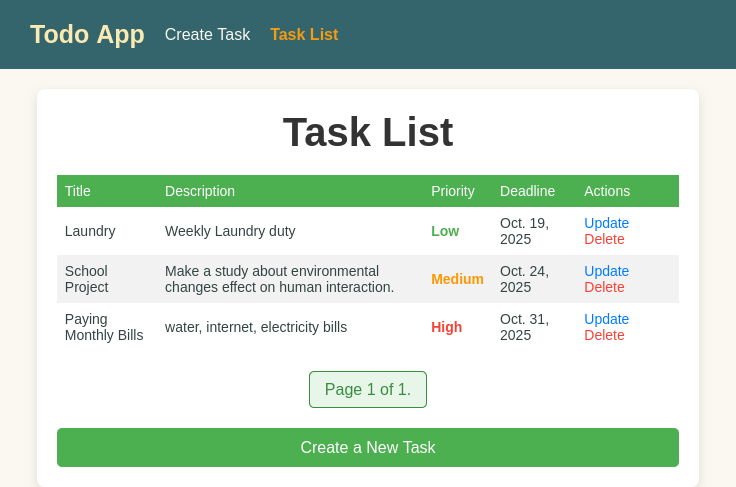 Todo App Create Task Task List
Task List
Title Description Priority Deadline Actions
Laundry Weekly Laundry duty Low Oct. 19, 2025 Update Delete
School Project Make a study about environmental changes effect on human interaction. Medium Oct. 24, 2025 Update Delete
Paying Monthly Bills water, internet, electricity bills High Oct. 31, 2025 Update Delete
Page 1 of 1.
Create a New Task